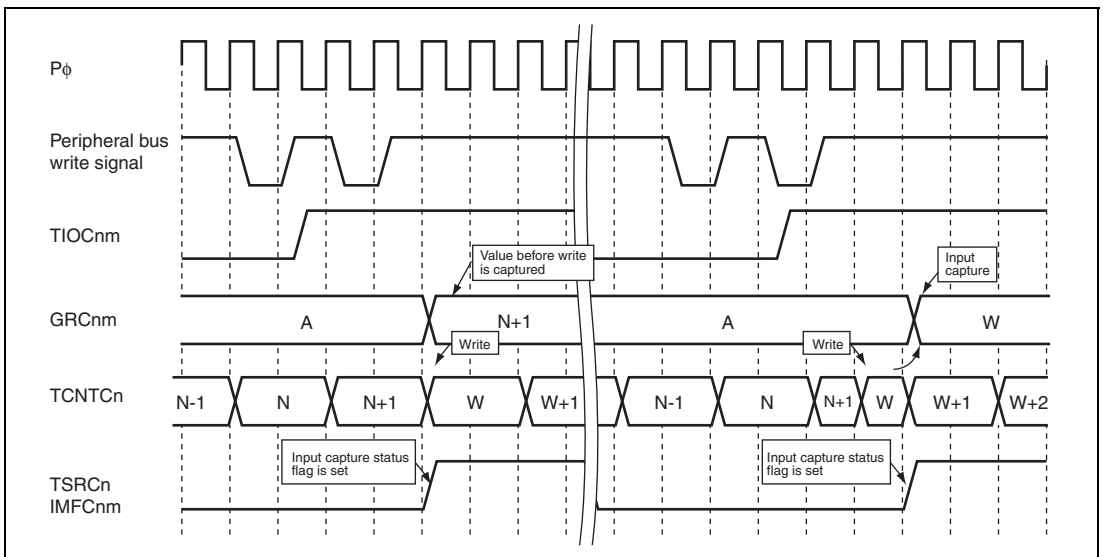 Pφ
Peripheral bus
write signal
TIOCnm
Value before write
is captured
Input
capture
GRCnm
A
N+1
A
W
Write
Write
TCNTCn
N-1
N
N+1
W
W+1
N-1
N
N+1
W
W+1
W+2
Input capture status
flag is set
Input capture status
flag is set
TSRCn
IMFCnm